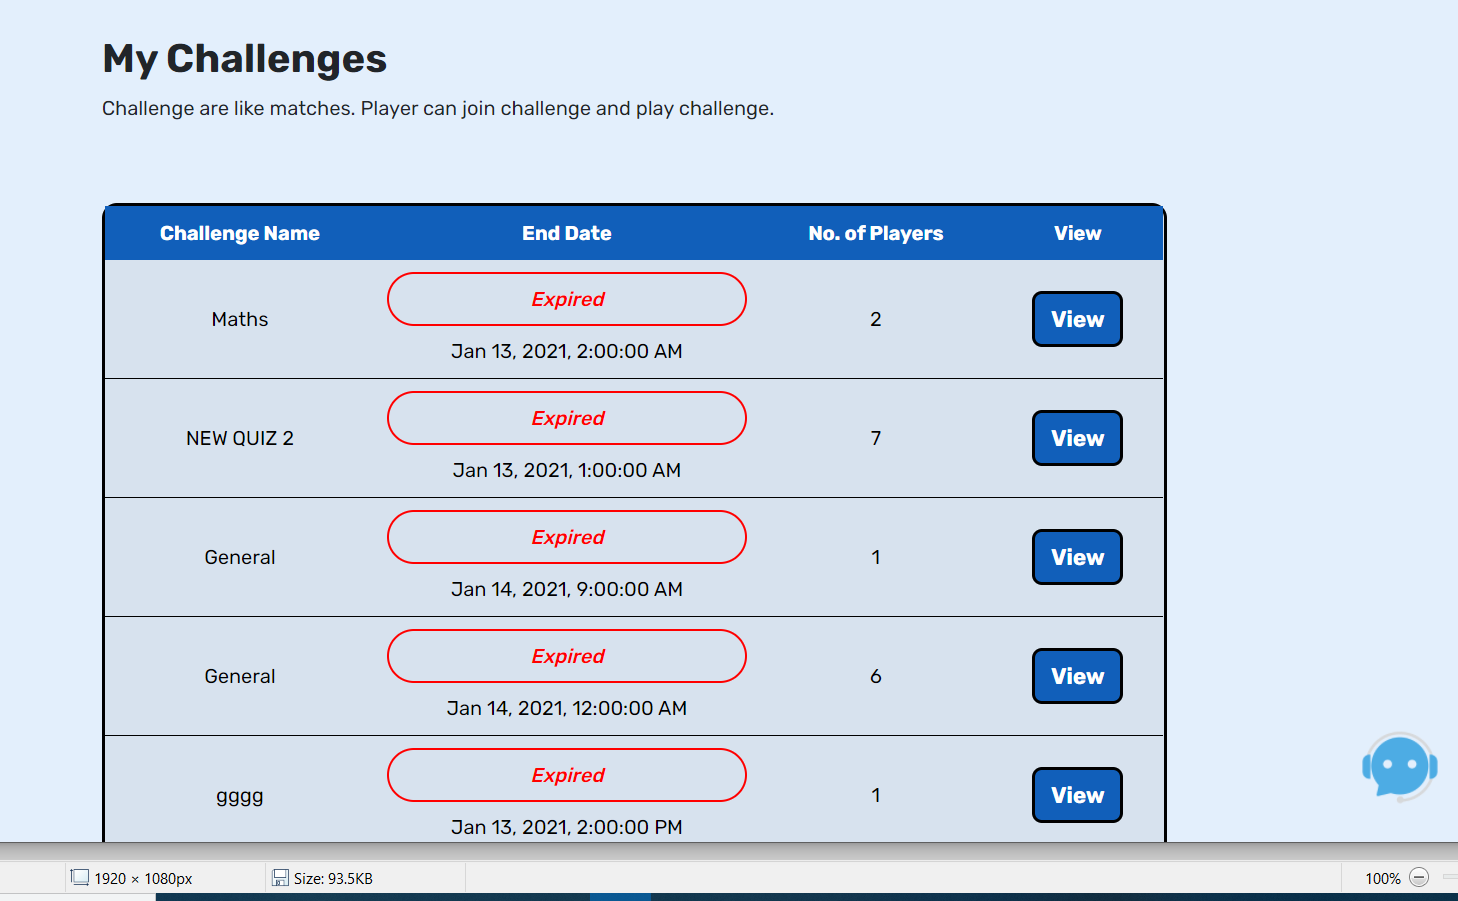 My Challenges
Challenge are like matches. Player can join challenge and play challenge.
Challenge Name End Date No. of Players View
Expired
Maths 2 View
Jan 13, 2021, 2:00:00 AM
Expired
NEW QUIZ 2 7 View
Jan 13, 2021, 1:00:00 AM
Expired
General 1 View
Jan 14, 2021, 9:00:00 AM
Expired
General 6 View
Jan 14, 2021, 12:00:00 AM
Expired
gggg 1 View
Jan 13, 2021, 2:00:00 PM
1920 × 1080px Size: 93.5KB 100%